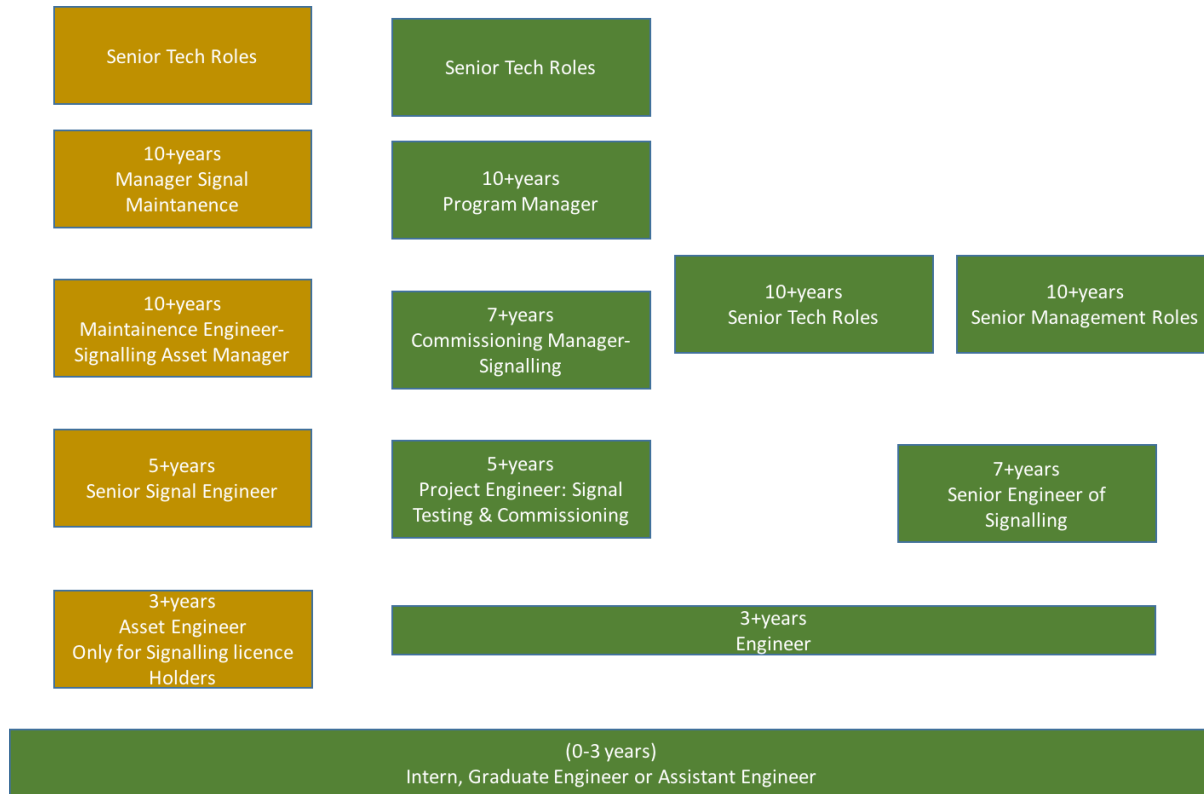 Senior Tech Roles
Senior Tech Roles
10+years
Manager Signal
Maintanence
10+years
Program Manager
10+years
Maintainence Engineer-
Signalling Asset Manager
7+years
Commissioning Manager-
Signalling
10+years
Senior Tech Roles
10+years
Senior Management Roles
5+years
Senior Signal Engineer
5+years
Project Engineer: Signal
Testing & Commissioning
7+years
Senior Engineer of
Signalling
3+years
Asset Engineer
Only for Signalling licence
Holders
3+years
Engineer
(0-3 years)
Intern, Graduate Engineer or Assistant Engineer